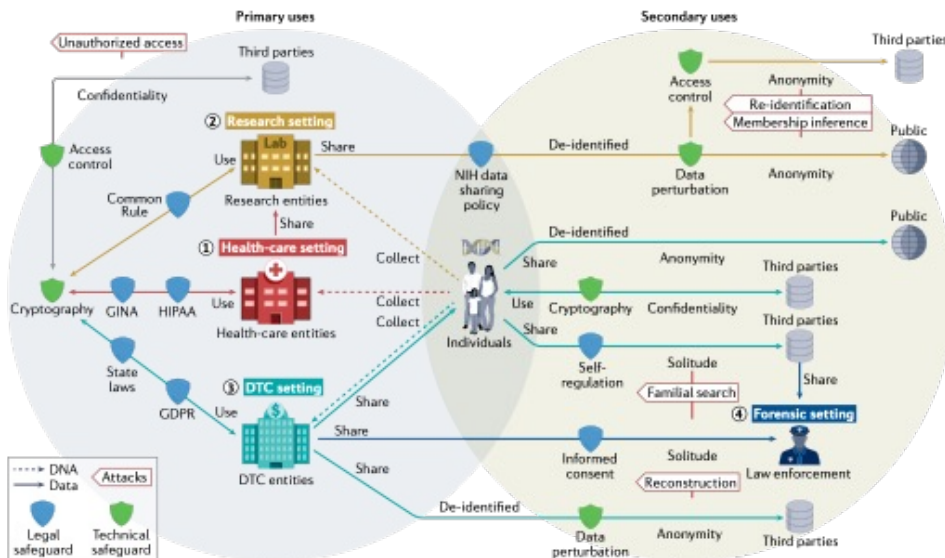 Primary uses
Secondary uses
Unauthorized access
Third parties
Confidentiality
Access
control
② Research setting
Lab
Use
Research entities
Common
Rule
Share
① Health-care setting
Cryptography
GINA
HIPAA
Use
Health-care entities
State
laws
GDPR
③ DTC setting
Use
$
DTC entities
Share
NIH data
sharing
policy
Collect
Collect
Collect
Individuals
Share
Share
Share
De-identified
Access
control
Anonymity
Third parties
Re-identification
Membership inference
De-identified
Data
perturbation
Anonymity
Public
De-identified
Share
Anonymity
Public
Use
Cryptography
Confidentiality
Third parties
Share
Self-
regulation
Solitude
Third parties
Familial search
Share
④ Forensic setting
Informed
consent
Solitude
Law enforcement
Reconstruction
Data
perturbation
Anonymity
Third parties
DNA
Data
Attacks
Legal
safeguard
Technical
safeguard